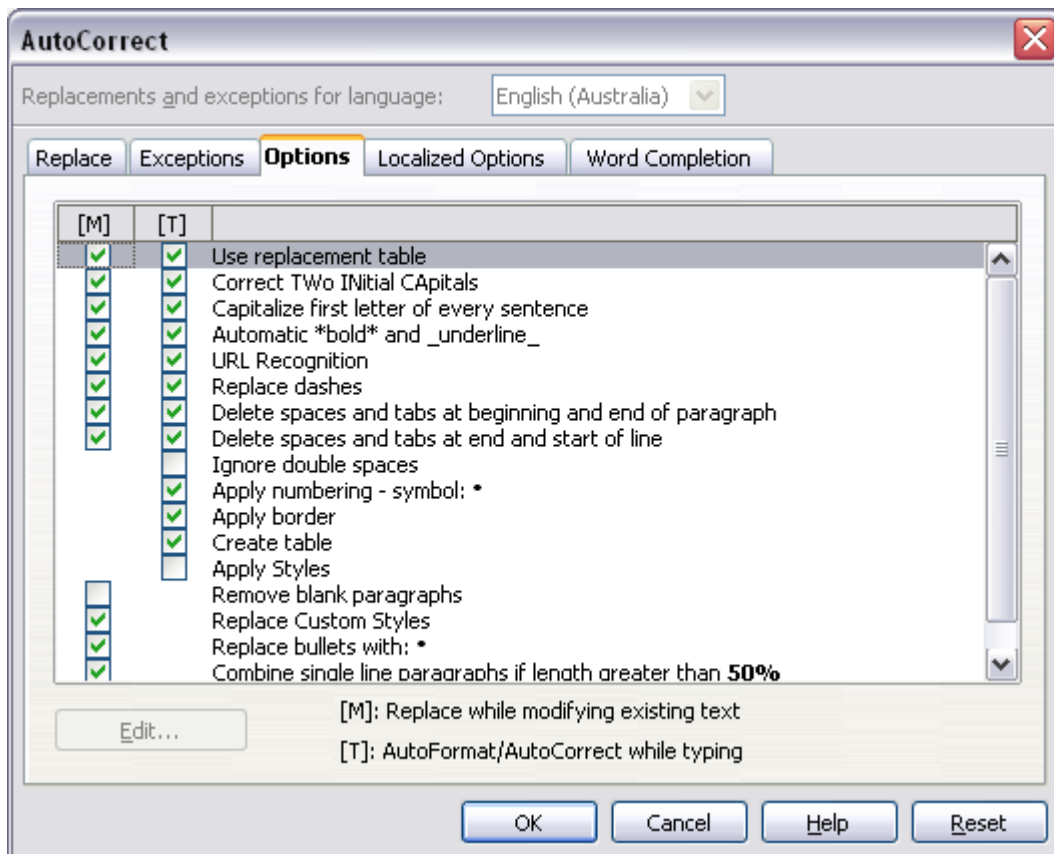 AutoCorrect
Replacements and exceptions for language: English (Australia)
Replace Exceptions Options Localized Options Word Completion
[M] [T]
Use replacement table
Correct TWo INitial CApitals
Capitalize first letter of every sentence
Automatic *bold* and _underline_
URL Recognition
Replace dashes
Delete spaces and tabs at beginning and end of paragraph
Delete spaces and tabs at end and start of line
Ignore double spaces
Apply numbering - symbol: •
Apply border
Create table
Apply Styles
Remove blank paragraphs
Replace Custom Styles
Replace bullets with: •
Combine single line paragraphs if length greater than 50%
Edit... [M]: Replace while modifying existing text
[T]: AutoFormat/AutoCorrect while typing
OK Cancel Help Reset